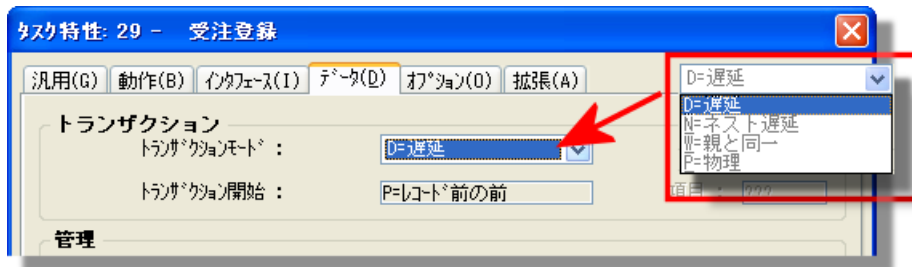 タスク特性: 29 - 受注登録
汎用(G) 動作(B) インタフェース(I) データ(D) オプション(O) 拡張(A)
D=遅延
D=遅延
N=ネスト遅延
W=親と同一
P=物理
トランザクション
トランザクションモード : D=遅延
トランザクション開始 : P=レコード前の前 項目 : ???
管理